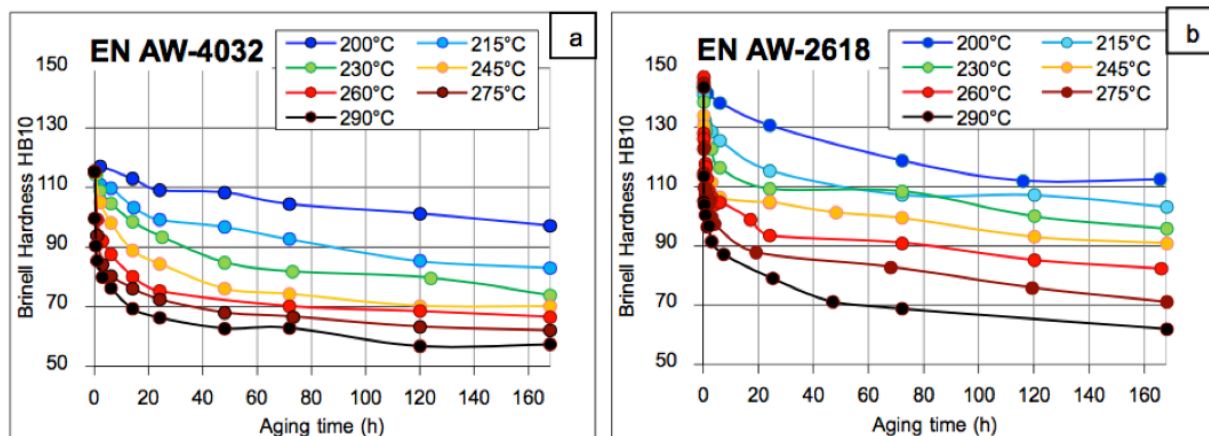 EN AW-4032
a
200°C 215°C
230°C 245°C
260°C 275°C
290°C
Brinell Hardness HB10
150
130
110
90
70
50
0 20 40 60 80 100 120 140 160
Aging time (h)
EN AW-2618
b
200°C 215°C
230°C 245°C
260°C 275°C
290°C
Brinell Hardness HB10
150
130
110
90
70
50
0 20 40 60 80 100 120 140 160
Aging time (h)